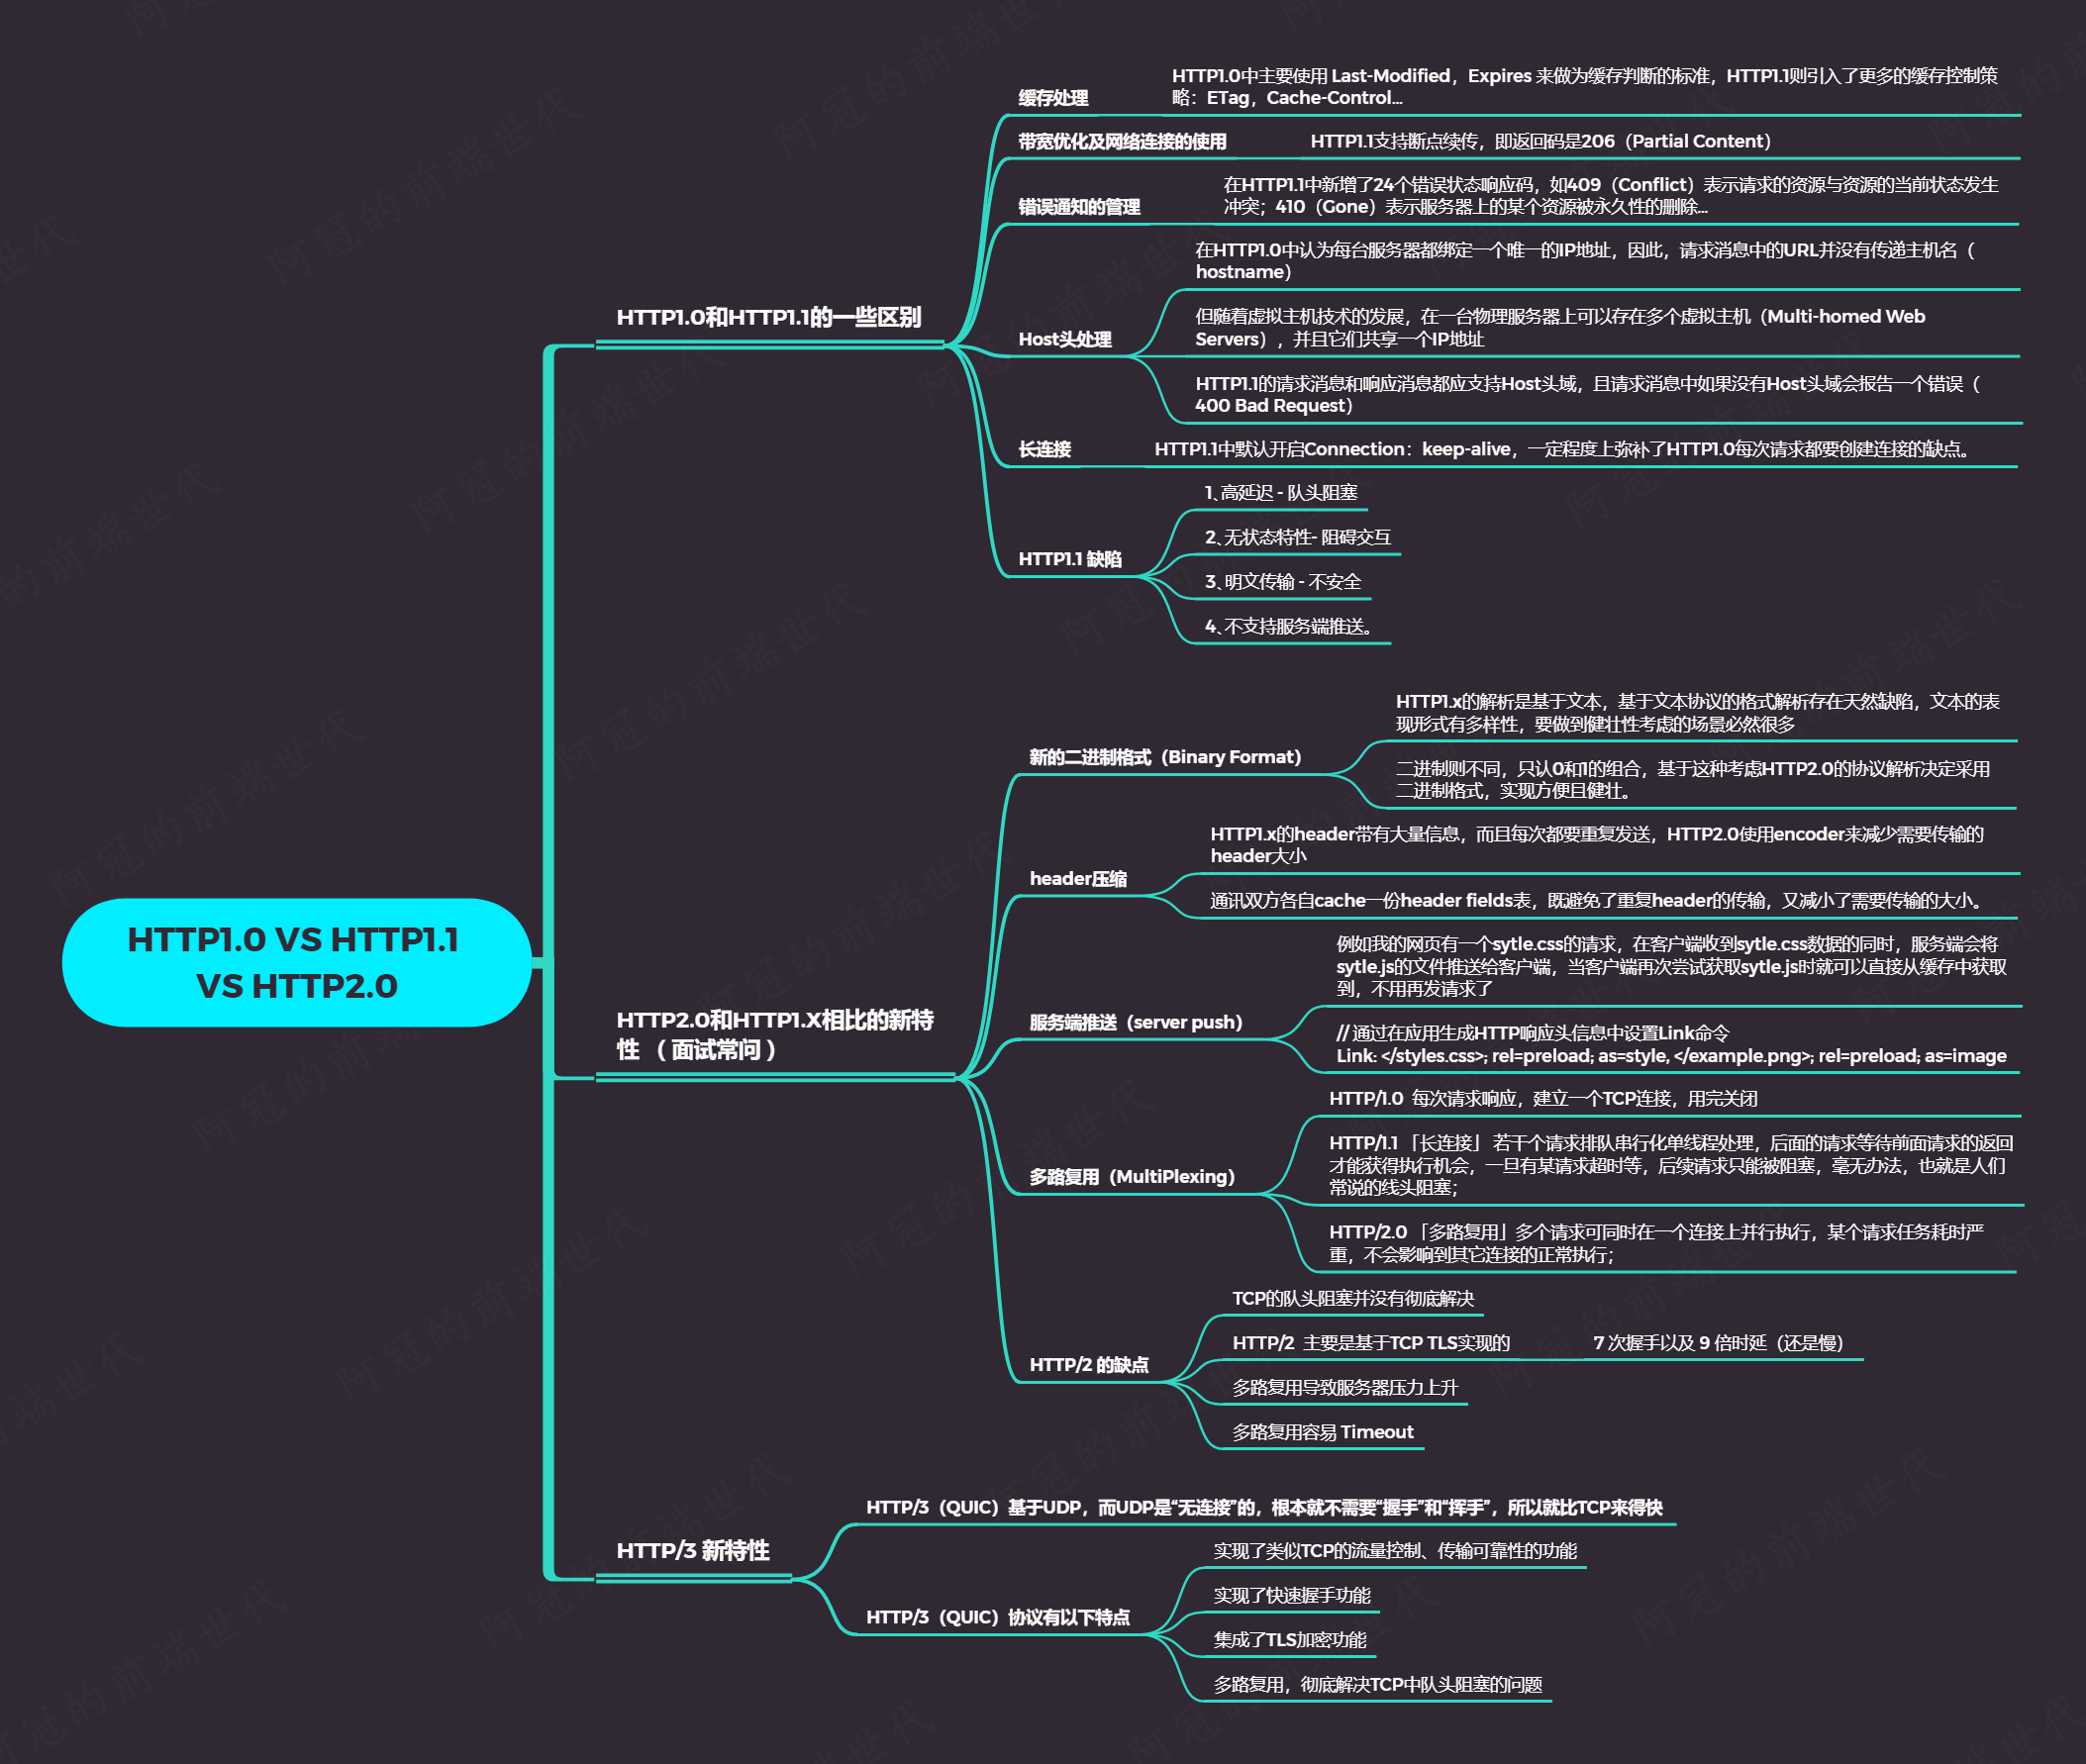 HTTP1.0 VS HTTP1.1
VS HTTP2.0
HTTP1.0和HTTP1.1的一些区别
缓存处理
HTTP1.0中主要使用 Last-Modified，Expires 来做为缓存判断的标准，HTTP1.1则引入了更多的缓存控制策
略：ETag，Cache-Control...
带宽优化及网络连接的使用
HTTP1.1支持断点续传，即返回码是206（Partial Content）
错误通知的管理
在HTTP1.1中新增了24个错误状态响应码，如409（Conflict）表示请求的资源与资源的当前状态发生
冲突；410（Gone）表示服务器上的某个资源被永久性的删除...
Host头处理
在HTTP1.0中认为每台服务器都绑定一个唯一的IP地址，因此，请求消息中的URL并没有传递主机名（
hostname）
但随着虚拟主机技术的发展，在一台物理服务器上可以存在多个虚拟主机（Multi-homed Web
Servers），并且它们共享一个IP地址
HTTP1.1的请求消息和响应消息都应支持Host头域，且请求消息中如果没有Host头域会报告一个错误（
400 Bad Request）
长连接
HTTP1.1中默认开启Connection：keep-alive，一定程度上弥补了HTTP1.0每次请求都要创建连接的缺点。
HTTP1.1 缺陷
1、高延迟 - 队头阻塞
2、无状态特性- 阻碍交互
3、明文传输 - 不安全
4、不支持服务端推送。
HTTP2.0和HTTP1.X相比的新特
性 （ 面试常问 ）
新的二进制格式（Binary Format）
HTTP1.x的解析是基于文本，基于文本协议的格式解析存在天然缺陷，文本的表
现形式有多样性，要做到健壮性考虑的场景必然很多
二进制则不同，只认0和1的组合，基于这种考虑HTTP2.0的协议解析决定采用
二进制格式，实现方便且健壮。
header压缩
HTTP1.x的header带有大量信息，而且每次都要重复发送，HTTP2.0使用encoder来减少需要传输的
header大小
通讯双方各自cache一份header fields表，既避免了重复header的传输，又减小了需要传输的大小。
服务端推送（server push）
例如我的网页有一个sytle.css的请求，在客户端收到sytle.css数据的同时，服务端会将
sytle.js的文件推送给客户端，当客户端再次尝试获取sytle.js时就可以直接从缓存中获取
到，不用再发请求了
// 通过在应用生成HTTP响应头信息中设置Link命令
Link: </styles.css>; rel=preload; as=style, </example.png>; rel=preload; as=image
多路复用（MultiPlexing）
HTTP/1.0 每次请求响应，建立一个TCP连接，用完关闭
HTTP/1.1 「长连接」 若干个请求排队串行化单线程处理，后面的请求等待前面请求的返回
才能获得执行机会，一旦有某请求超时等，后续请求只能被阻塞，毫无办法，也就是人们
常说的线头阻塞；
HTTP/2.0 「多路复用」多个请求可同时在一个连接上并行执行，某个请求任务耗时严
重，不会影响到其它连接的正常执行；
HTTP/2 的缺点
TCP的队头阻塞并没有彻底解决
HTTP/2 主要是基于TCP TLS实现的
7 次握手以及 9 倍时延（还是慢）
多路复用导致服务器压力上升
多路复用容易 Timeout
HTTP/3 新特性
HTTP/3（QUIC）基于UDP，而UDP是“无连接”的，根本就不需要“握手”和“挥手”，所以就比TCP来得快
HTTP/3（QUIC）协议有以下特点
实现了类似TCP的流量控制、传输可靠性的功能
实现了快速握手功能
集成了TLS加密功能
多路复用，彻底解决TCP中队头阻塞的问题
阿冠的前端世代